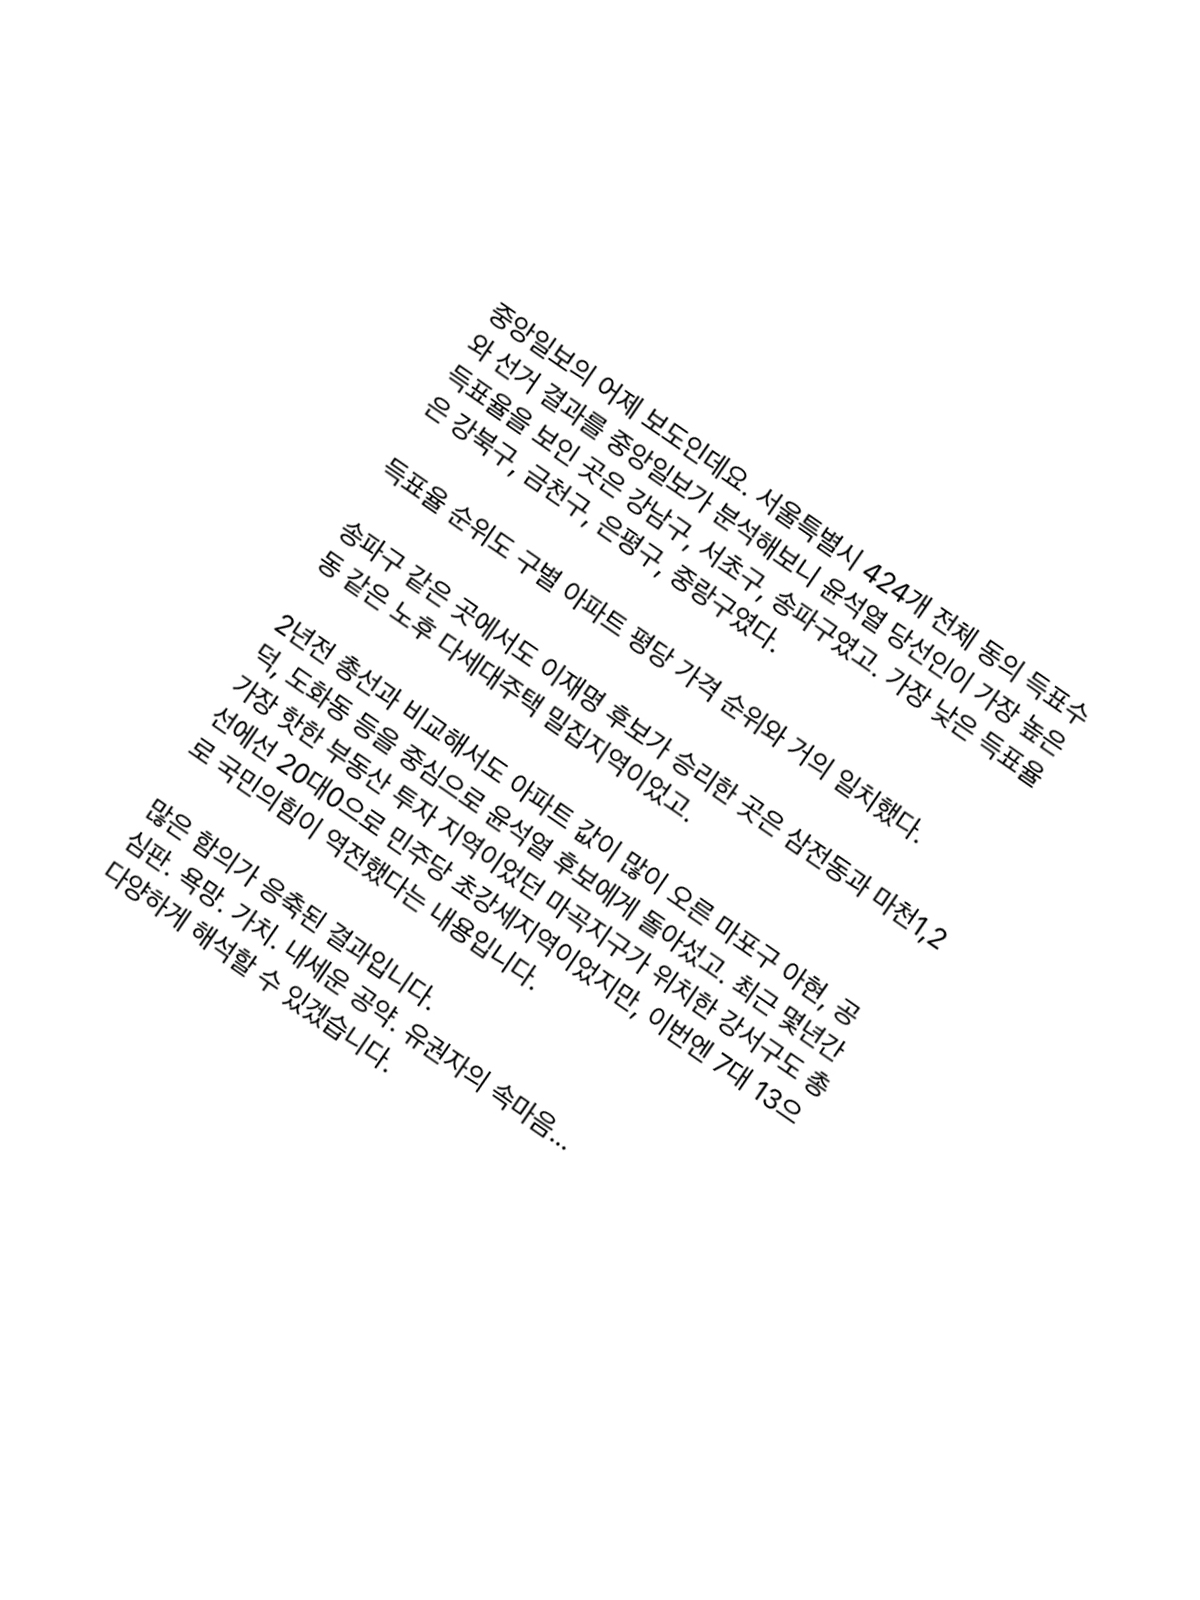 중앙일보의 어제 보도인데요. 서울특별시 424개 전체 동의 득표수
와 선거 결과를 중앙일보가 분석해보니 윤석열 당선인이 가장 높은
득표율을 보인 곳은 강남구, 서초구, 송파구였고. 가장 낮은 득표율
은 강북구, 금천구, 은평구, 중랑구였다.
득표율 순위도 구별 아파트 평당 가격 순위와 거의 일치했다.
송파구 같은 곳에서도 이재명 후보가 승리한 곳은 삼전동과 마천1,2
동 같은 노후 다세대주택 밀집지역이었고.
2년전 총선과 비교해서도 아파트 값이 많이 오른 마포구 아현, 공
덕, 도화동 등을 중심으로 윤석열 후보에게 돌아섰고. 최근 몇년간
가장 핫한 부동산 투자 지역이었던 마곡지구가 위치한 강서구도 총
선에선 20대0으로 민주당 초강세지역이었지만, 이번엔 7대 13으
로 국민의힘이 역전했다는 내용입니다.
많은 함의가 응축된 결과입니다.
심판. 욕망. 가치. 내세운 공약. 유권자의 속마음...
다양하게 해석할 수 있겠습니다.